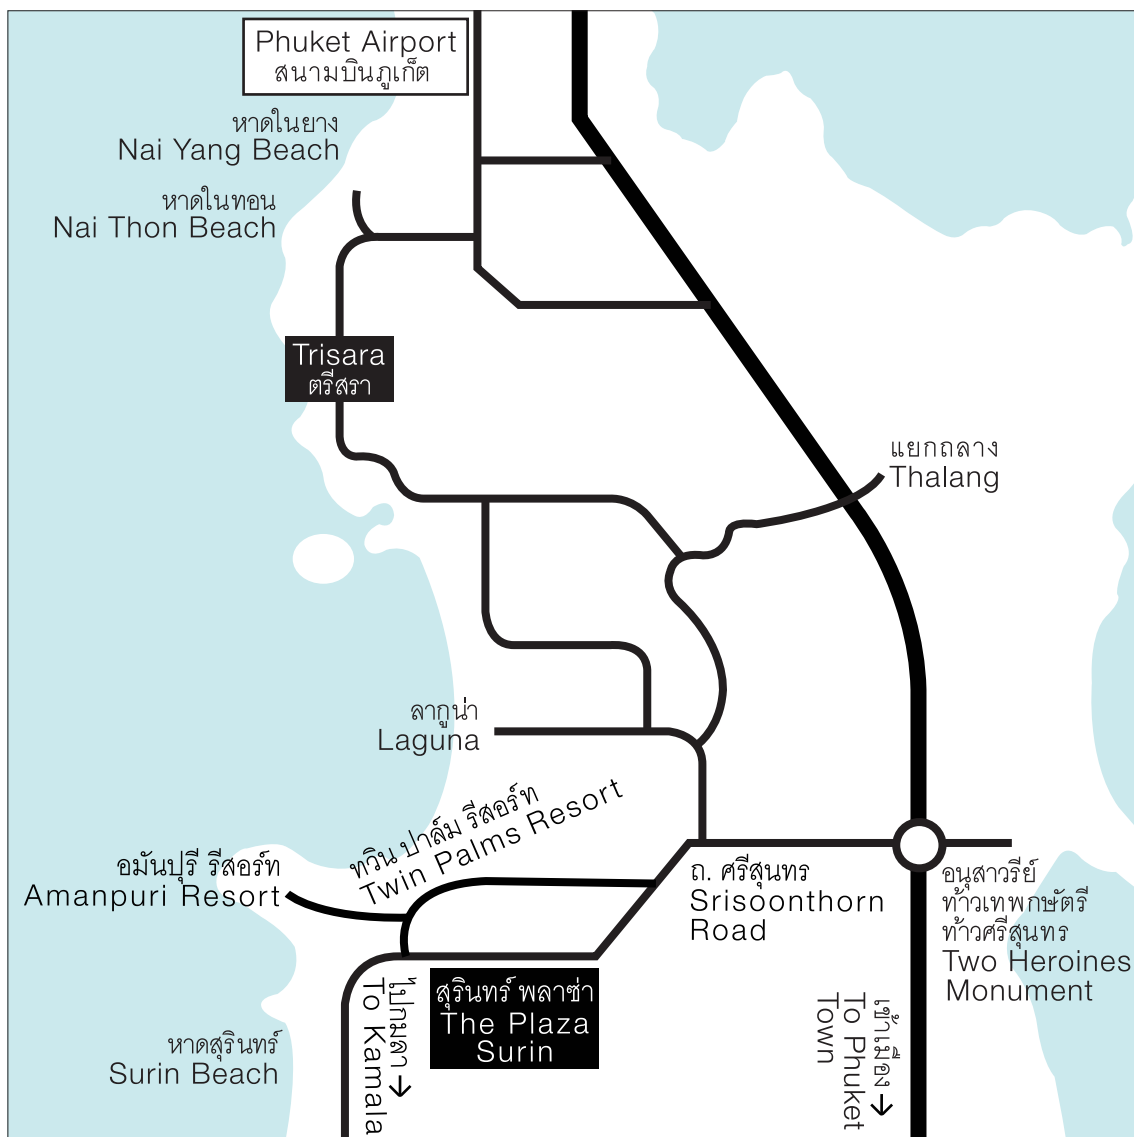 Phuket Airport
สนามบินภูเก็ต
หาดในยาง
Nai Yang Beach
หาดในทอน
Nai Thon Beach
Trisara
ตรีสรา
แยกถลาง
Thalang
ลากูน่า
Laguna
ทวิน ปาล์ม รีสอร์ท
Twin Palms Resort
อมันปุรี รีสอร์ท
Amanpuri Resort
ถ. ศรีสุนทร
Srisoonthorn
Road
อนุสาวรีย์
ท้าวเทพกษัตรี
ท้าวศรีสุนทร
Two Heroines
Monument
ไปกมลา →
To Kamala
สุรินทร์ พลาซ่า
The Plaza
Surin
เข้าเมือง →
To Phuket
Town
หาดสุรินทร์
Surin Beach